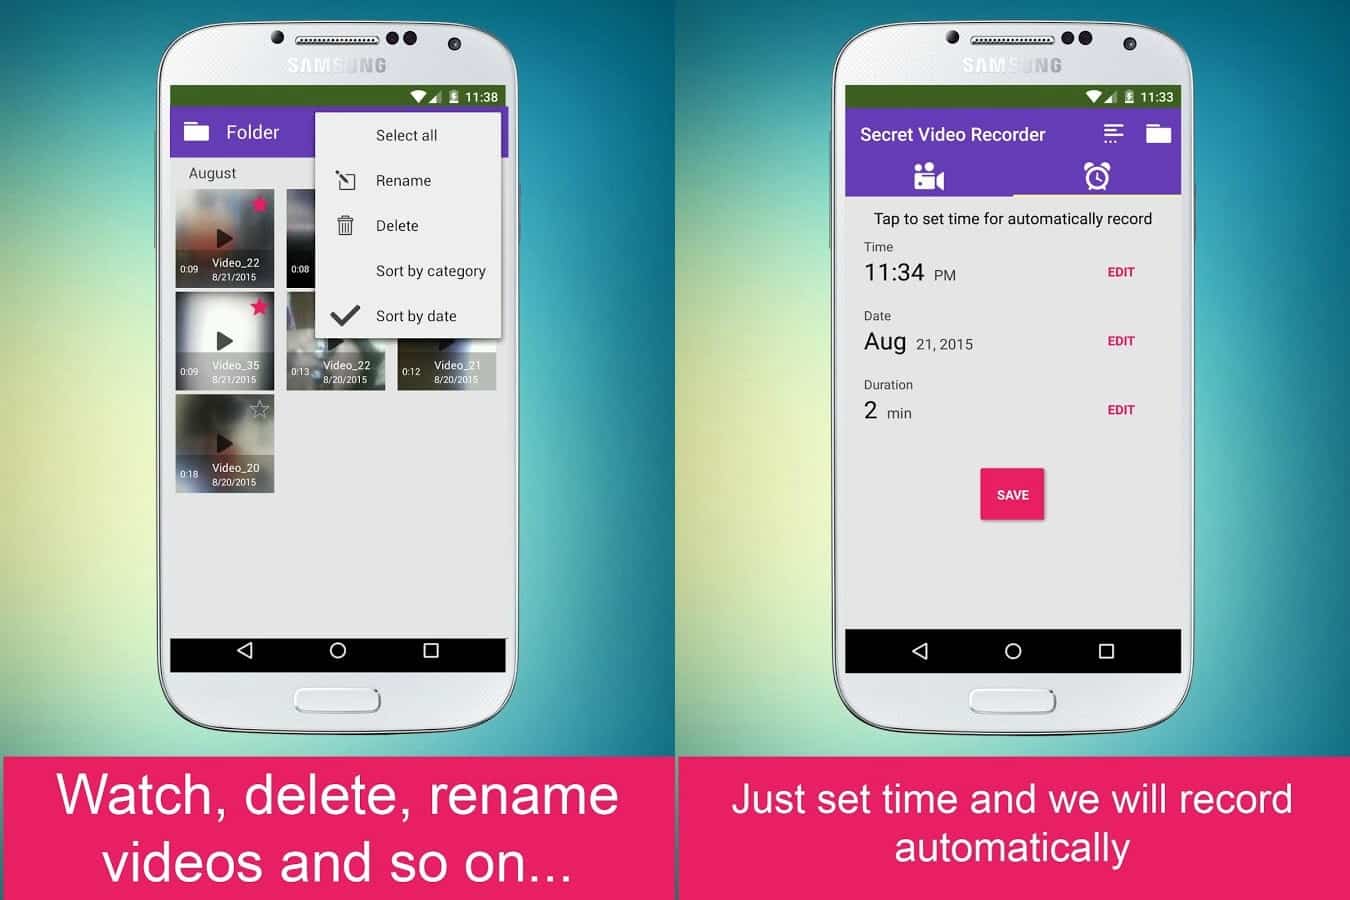 SAMSUNG
11:38
Folder
August
Select all
Rename
Delete
Sort by category
Sort by date
0:09 Video_22
8/21/2015
0:08
0:09 Video_35
8/21/2015
0:13 Video_22
8/20/2015
0:12 Video_21
8/20/2015
0:18 Video_20
8/20/2015
Watch, delete, rename
videos and so on...
SAMSUNG
11:33
Secret Video Recorder
Tap to set time for automatically record
Time
11:34 PM EDIT
Date
Aug 21, 2015 EDIT
Duration
2 min EDIT
SAVE
Just set time and we will record
automatically